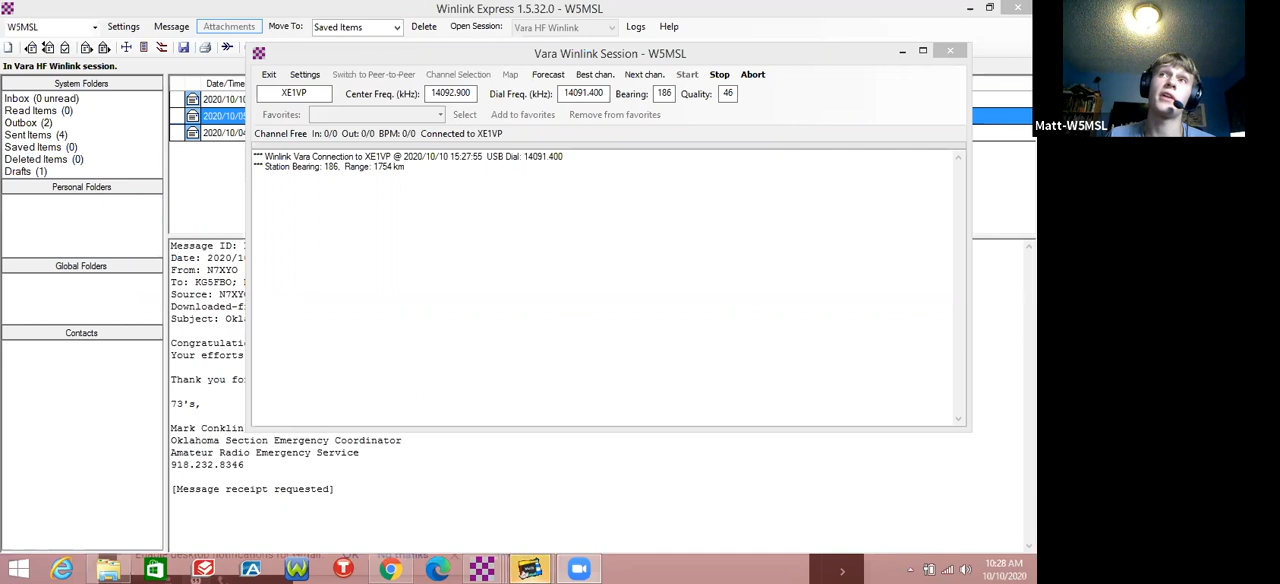 Winlink Express 1.5.32.0 - W5MSL
W5MSL
Settings
Message
Attachments
Move To:
Saved Items
Delete
Open Session:
Vara HF Winlink
Logs
Help
In Vara HF Winlink session.
System Folders
Inbox (0 unread)
Read Items (0)
Outbox (2)
Sent Items (4)
Saved Items (0)
Deleted Items (0)
Drafts (1)
Personal Folders
Global Folders
Contacts
Date/Time
2020/10/10
2020/10/05
2020/10/04
Vara Winlink Session - W5MSL
Exit
Settings
Switch to Peer-to-Peer
Channel Selection
Map
Forecast
Best chan.
Next chan.
Start
Stop
Abort
XE1VP
Center Freq. (kHz):
14092.900
Dial Freq. (kHz):
14091.400
Bearing:
186
Quality:
46
Favorites:
Select
Add to favorites
Remove from favorites
Channel Free In: 0/0 Out: 0/0 BPM: 0/0 Connected to XE1VP
*** Winlink Vara Connection to XE1VP @ 2020/10/10 15:27:55 USB Dial: 14091.400
*** Station Bearing: 186, Range: 1754 km
Message ID:
Date: 2020/1
From: N7XYO
To: KG5FBO;
Source: N7XY
Downloaded-f
Subject: Okl
Congratulati
Your efforts
Thank you fo
73's,
Mark Conklin
Oklahoma Section Emergency Coordinator
Amateur Radio Emergency Service
918.232.8346
[Message receipt requested]
Matt-W5MSL
10:28 AM
10/10/2020